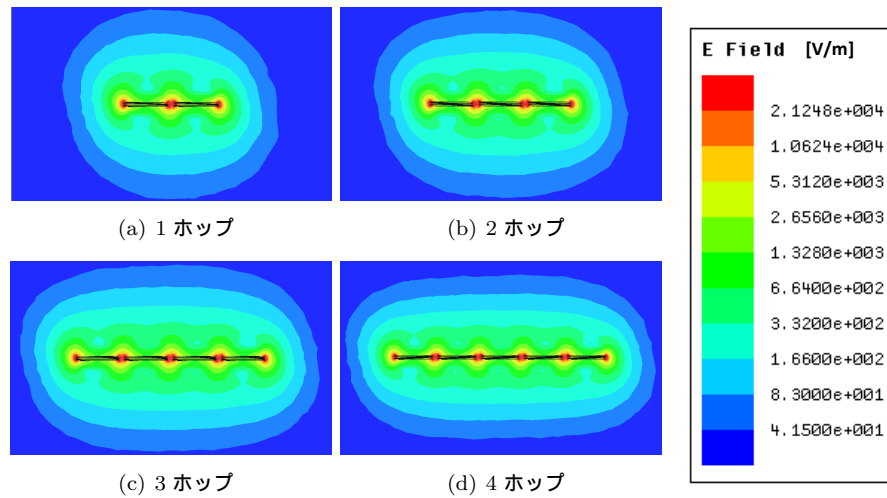 E Field [V/m]
2.1248e+004
1.0624e+004
5.3120e+003
2.6560e+003
1.3280e+003
6.6400e+002
3.3200e+002
1.6600e+002
8.3000e+001
4.1500e+001
(a) 1 ホップ
(b) 2 ホップ
(c) 3 ホップ
(d) 4 ホップ